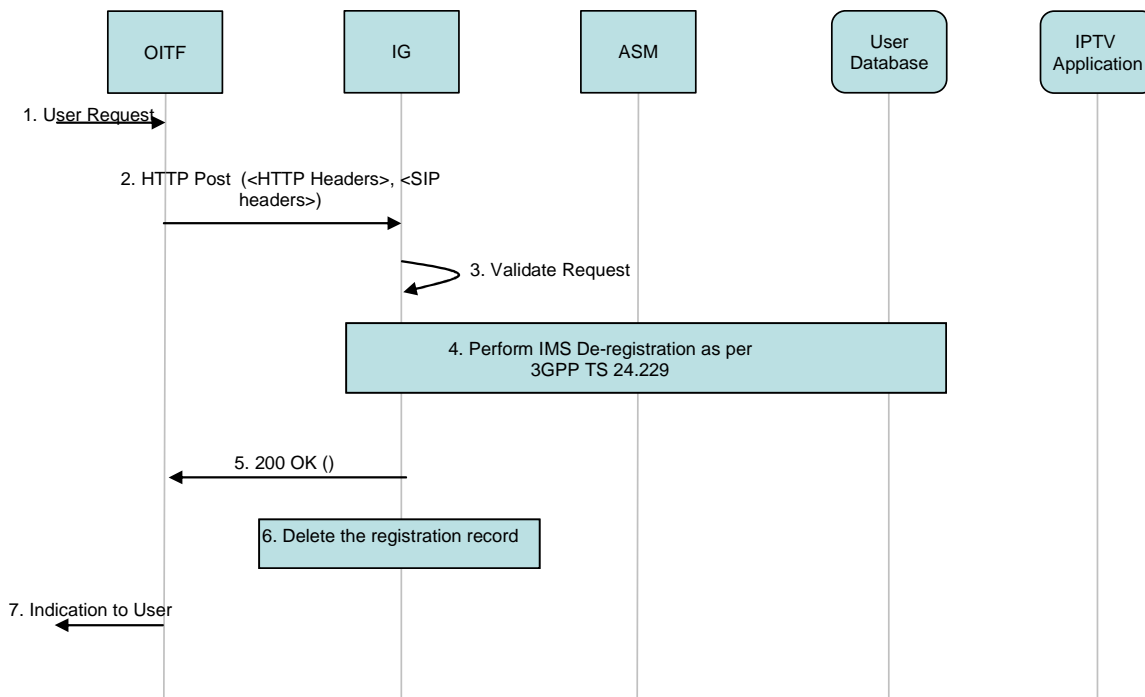 OITF
IG
ASM
User
Database
IPTV
Application
1. User Request
2. HTTP Post (<HTTP Headers>, <SIP
headers>)
3. Validate Request
4. Perform IMS De-registration as per
3GPP TS 24.229
5. 200 OK ()
6. Delete the registration record
7. Indication to User